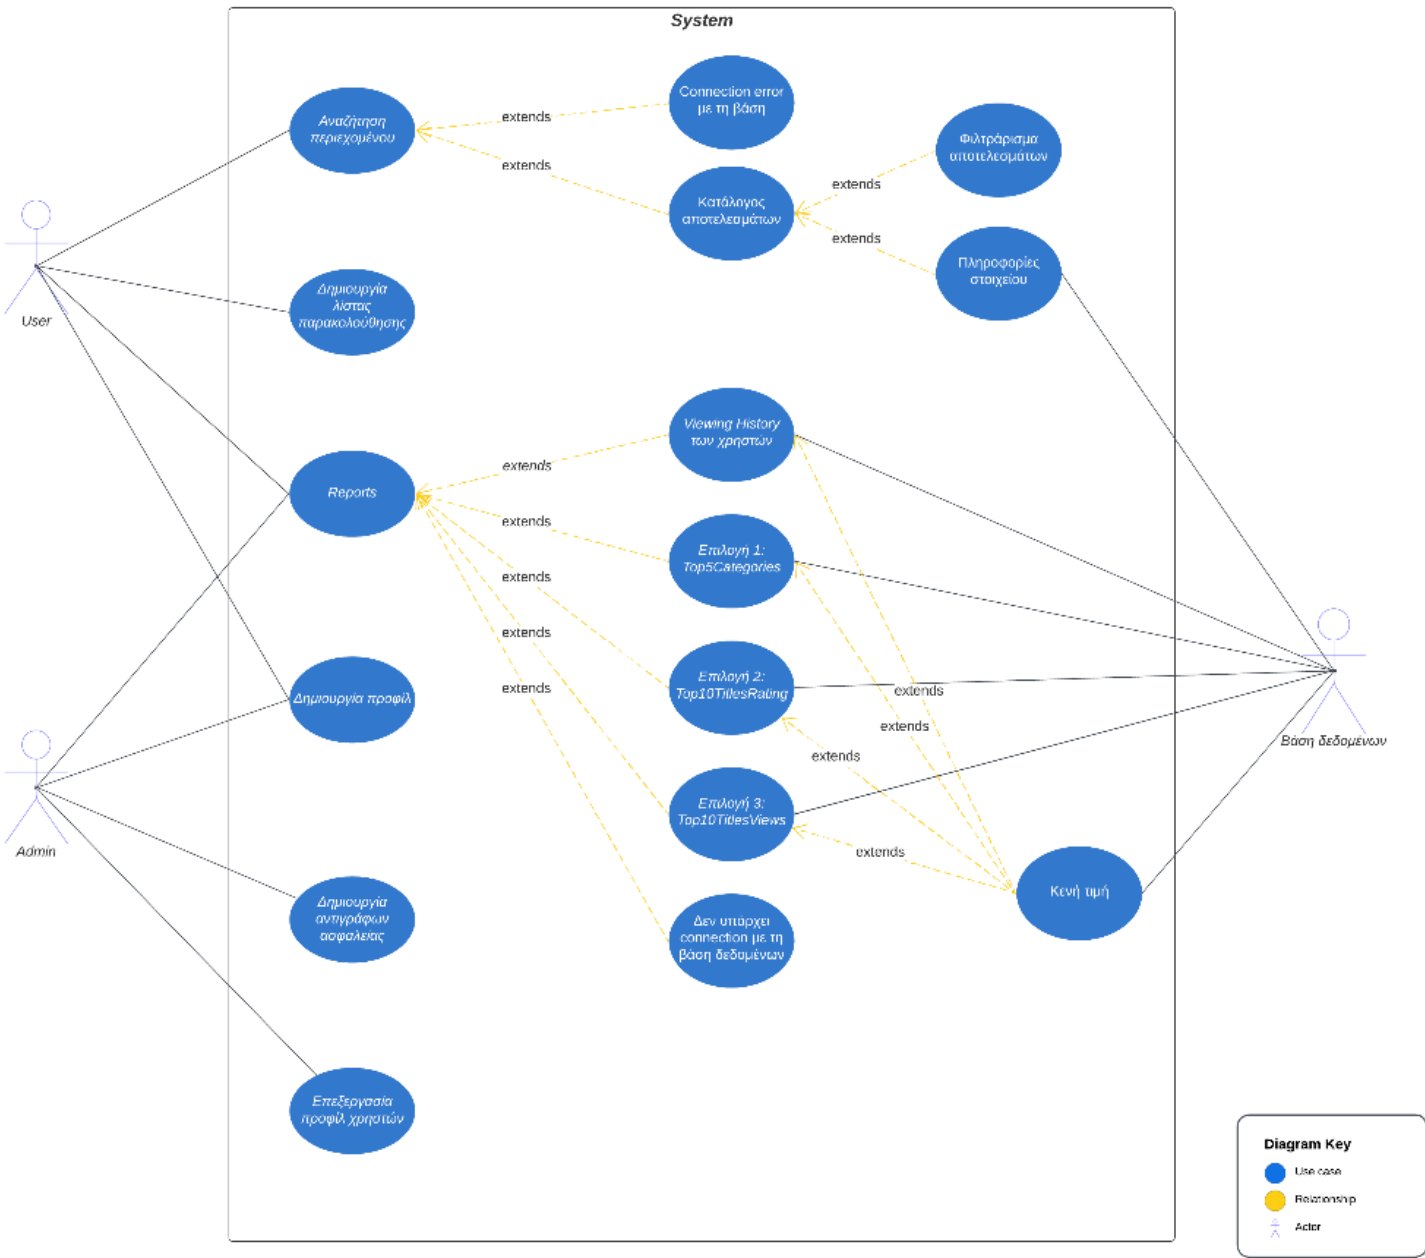 System
Αναζήτηση
περιεχομένου
extends
extends
Connection error
με τη βάση
Κατάλογος
αποτελεσμάτων
extends
extends
Φιλτράρισμα
αποτελεσμάτων
Πληροφορίες
στοιχείου
User
Δημιουργία
λίστας
παρακολούθησης
Reports
extends
extends
extends
extends
extends
Viewing History
των χρηστών
Επιλογή 1:
Top5Categories
Επιλογή 2:
Top10TitlesRating
Επιλογή 3:
Top10TitlesViews
Δεν υπάρχει
connection με τη
βάση δεδομένων
extends
extends
extends
extends
Κενή τιμή
Βάση δεδομένων
Δημιουργία προφίλ
Admin
Δημιουργία
αντιγράφων
ασφαλείας
Επεξεργασία
προφίλ χρηστών
Diagram Key
Use case
Relationship
Actor